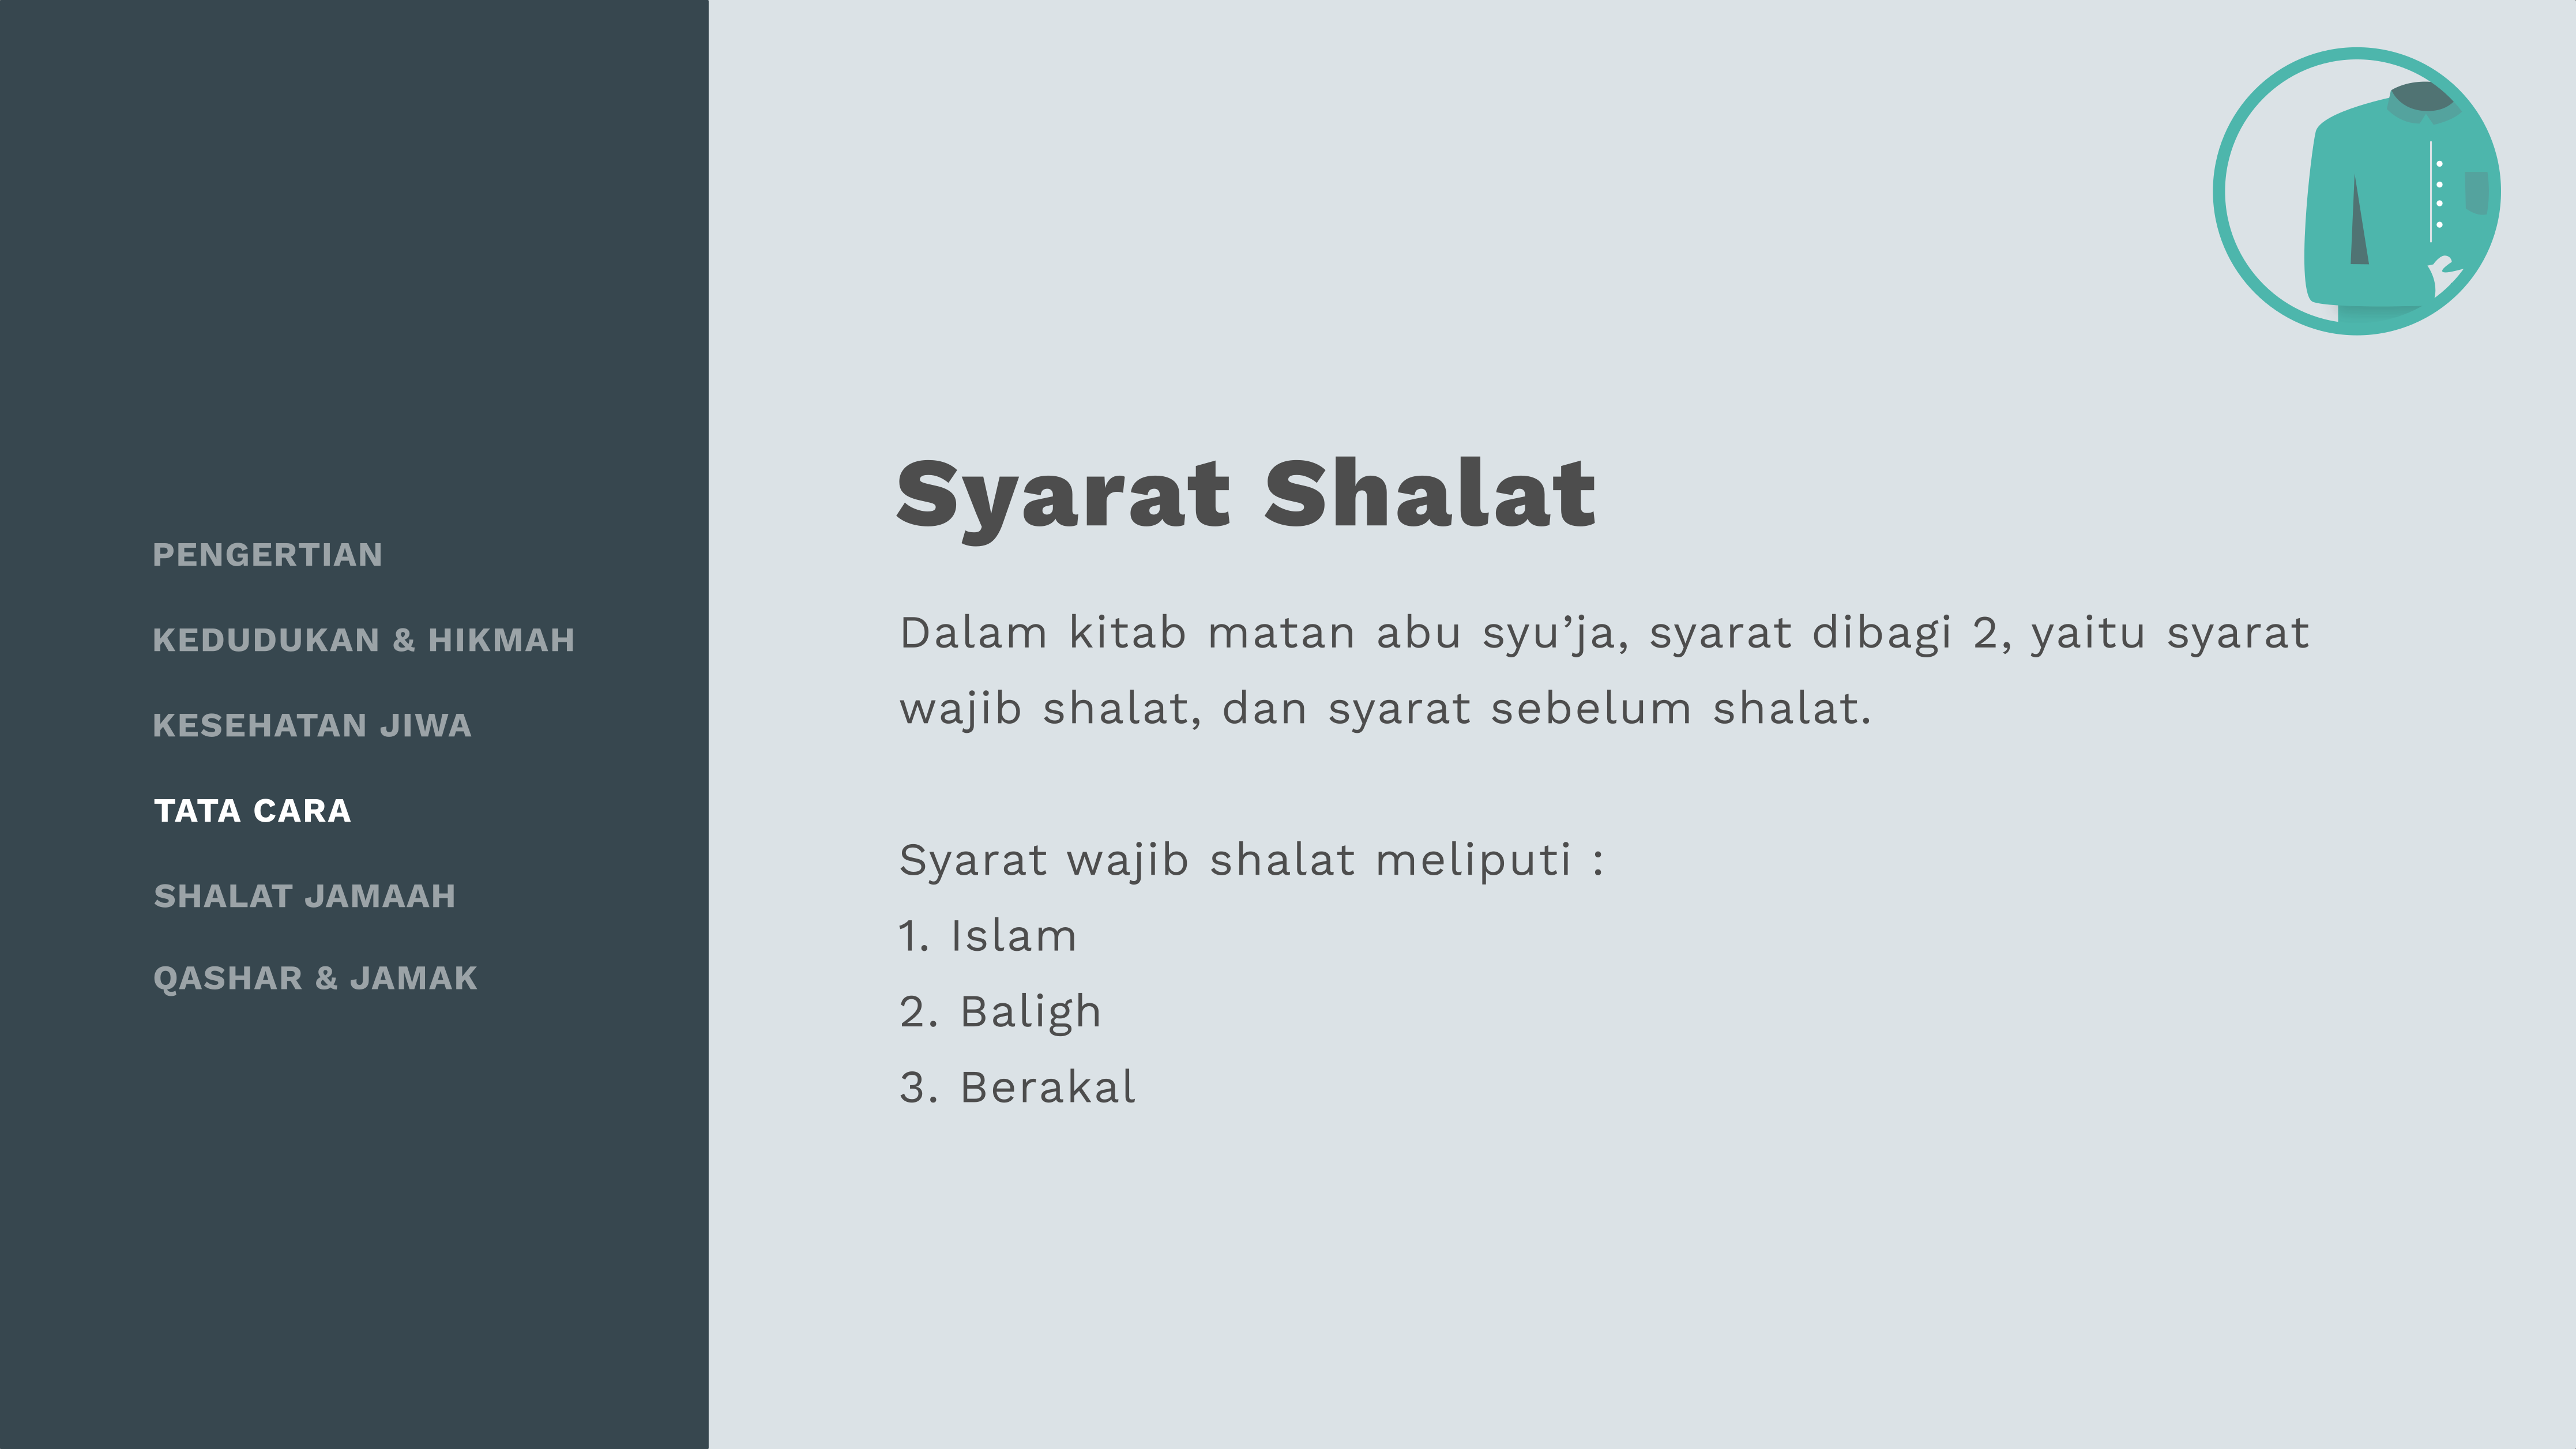 PENGERTIAN
KEDUDUKAN & HIKMAH
KESEHATAN JIWA
TATA CARA
SHALAT JAMAAH
QASHAR & JAMAK
Syarat Shalat
Dalam kitab matan abu syu’ja, syarat dibagi 2, yaitu syarat
wajib shalat, dan syarat sebelum shalat.
Syarat wajib shalat meliputi :
1. Islam
2. Baligh
3. Berakal